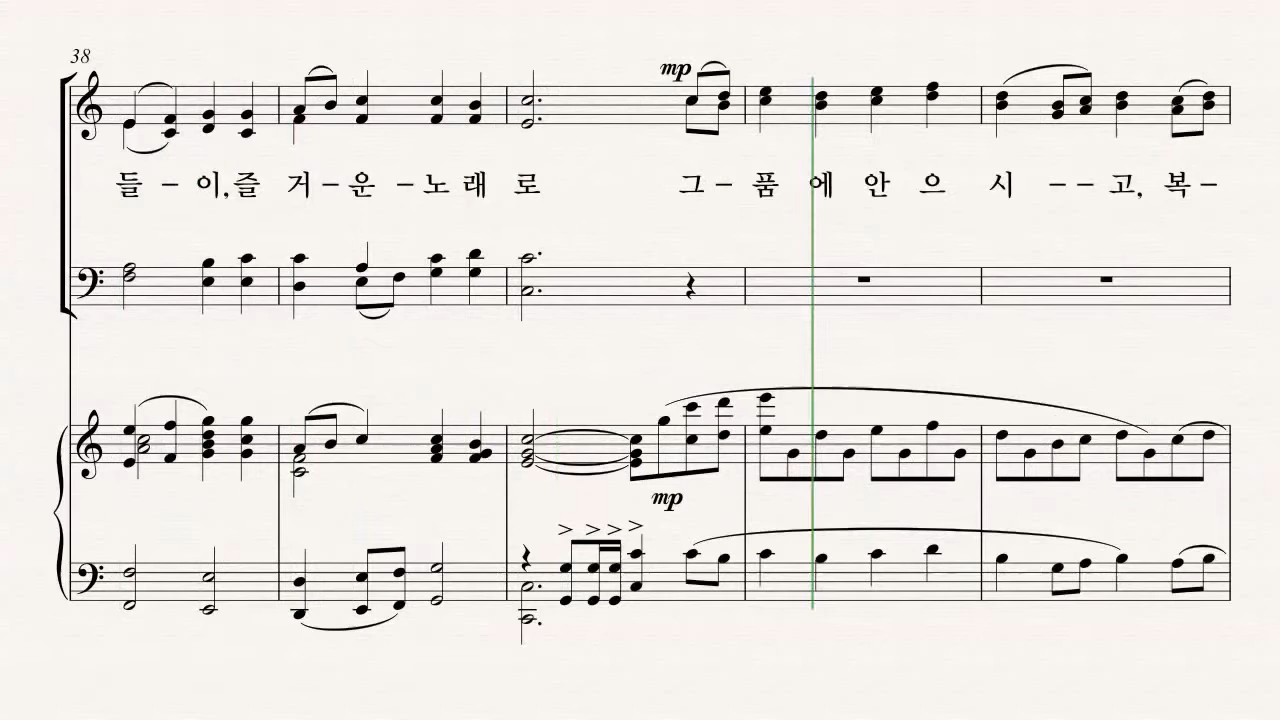 38
mp
들 – 이, 즐 거 – 운 – 노 래 로 그 – 품 에 안 으 시 – – 고, 복 –
mp